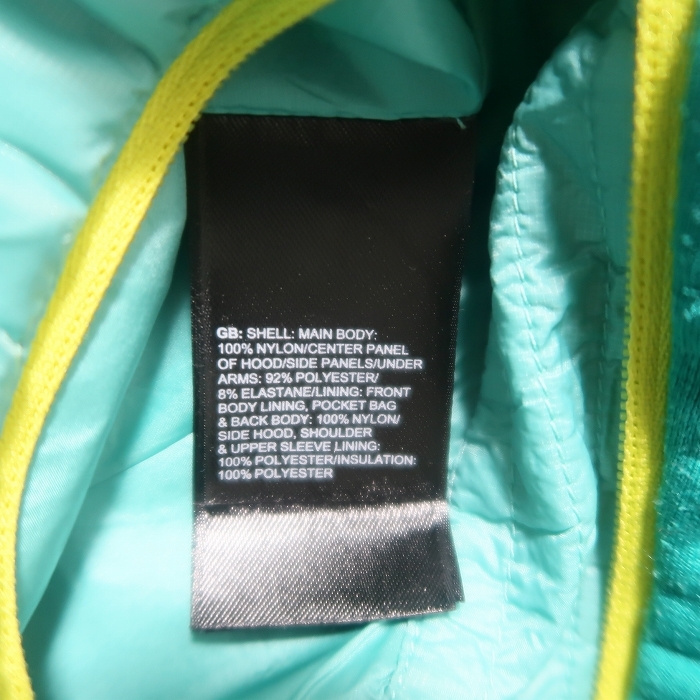 GB: SHELL: MAIN BODY:
100% NYLON/CENTER PANEL
OF HOOD/SIDE PANELS/UNDER
ARMS: 92% POLYESTER/
8% ELASTANE/LINING: FRONT
BODY LINING, POCKET BAG
& BACK BODY: 100% NYLON/
SIDE HOOD, SHOULDER
& UPPER SLEEVE LINING:
100% POLYESTER/INSULATION:
100% POLYESTER